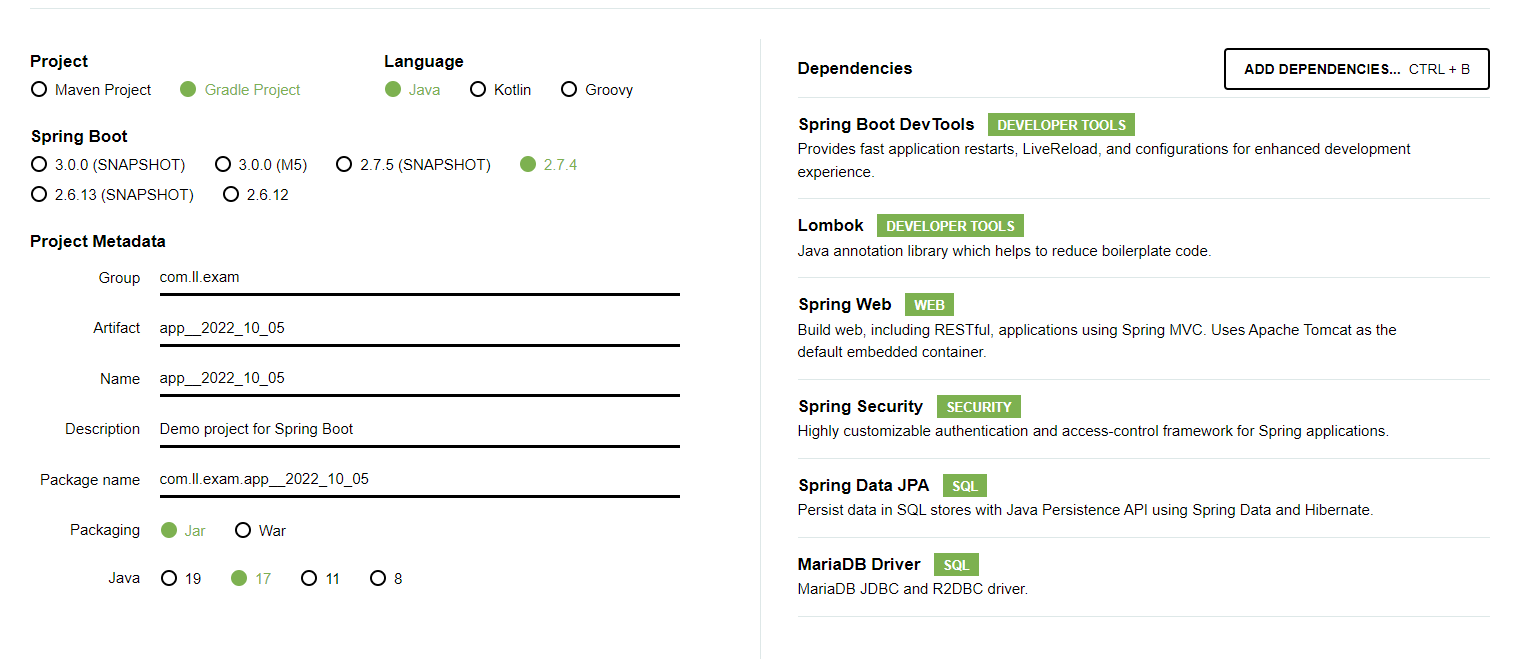 Project
Maven Project Gradle Project
Language
Java Kotlin Groovy
Spring Boot
3.0.0 (SNAPSHOT) 3.0.0 (M5) 2.7.5 (SNAPSHOT) 2.7.4
2.6.13 (SNAPSHOT) 2.6.12
Project Metadata
Group com.ll.exam
Artifact app__2022_10_05
Name app__2022_10_05
Description Demo project for Spring Boot
Package name com.ll.exam.app__2022_10_05
Packaging Jar War
Java 19 17 11 8
Dependencies
ADD DEPENDENCIES... CTRL + B
Spring Boot DevTools DEVELOPER TOOLS
Provides fast application restarts, LiveReload, and configurations for enhanced development
experience.
Lombok DEVELOPER TOOLS
Java annotation library which helps to reduce boilerplate code.
Spring Web WEB
Build web, including RESTful, applications using Spring MVC. Uses Apache Tomcat as the
default embedded container.
Spring Security SECURITY
Highly customizable authentication and access-control framework for Spring applications.
Spring Data JPA SQL
Persist data in SQL stores with Java Persistence API using Spring Data and Hibernate.
MariaDB Driver SQL
MariaDB JDBC and R2DBC driver.